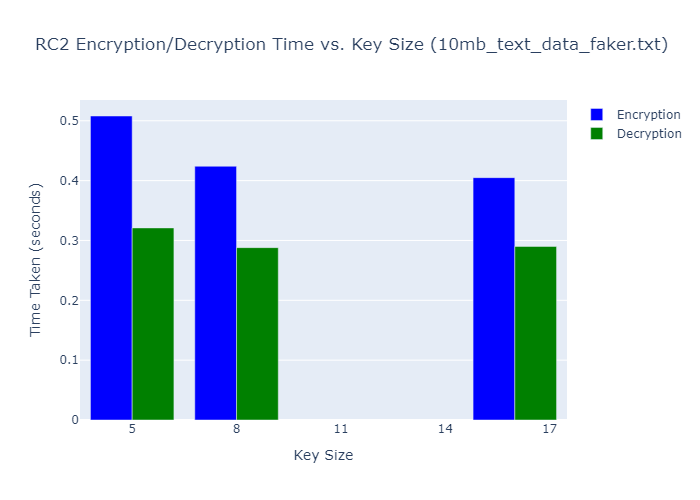 RC2 Encryption/Decryption Time vs. Key Size (10mb_text_data_faker.txt)
Encryption
Decryption
0.5
0.4
0.3
0.2
0.1
0
Time Taken (seconds)
5 8 11 14 17
Key Size